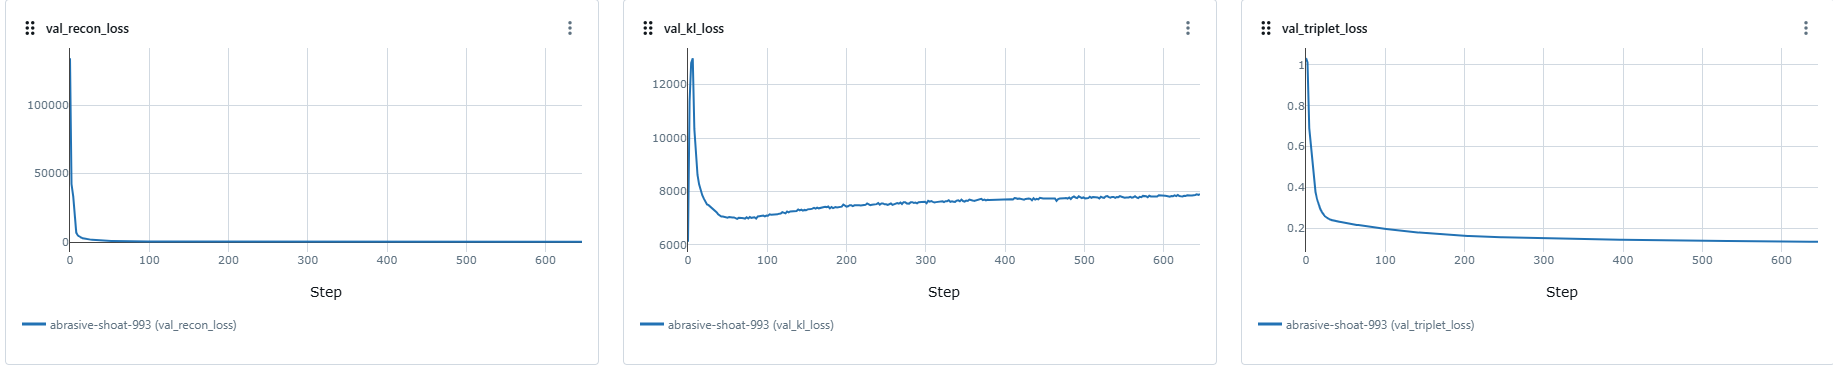 val_recon_loss
100000
50000
0
0 100 200 300 400 500 600
Step
abrasive-shoat-993 (val_recon_loss)
val_kl_loss
12000
10000
8000
6000
0 100 200 300 400 500 600
Step
abrasive-shoat-993 (val_kl_loss)
val_triplet_loss
1
0.8
0.6
0.4
0.2
0 100 200 300 400 500 600
Step
abrasive-shoat-993 (val_triplet_loss)